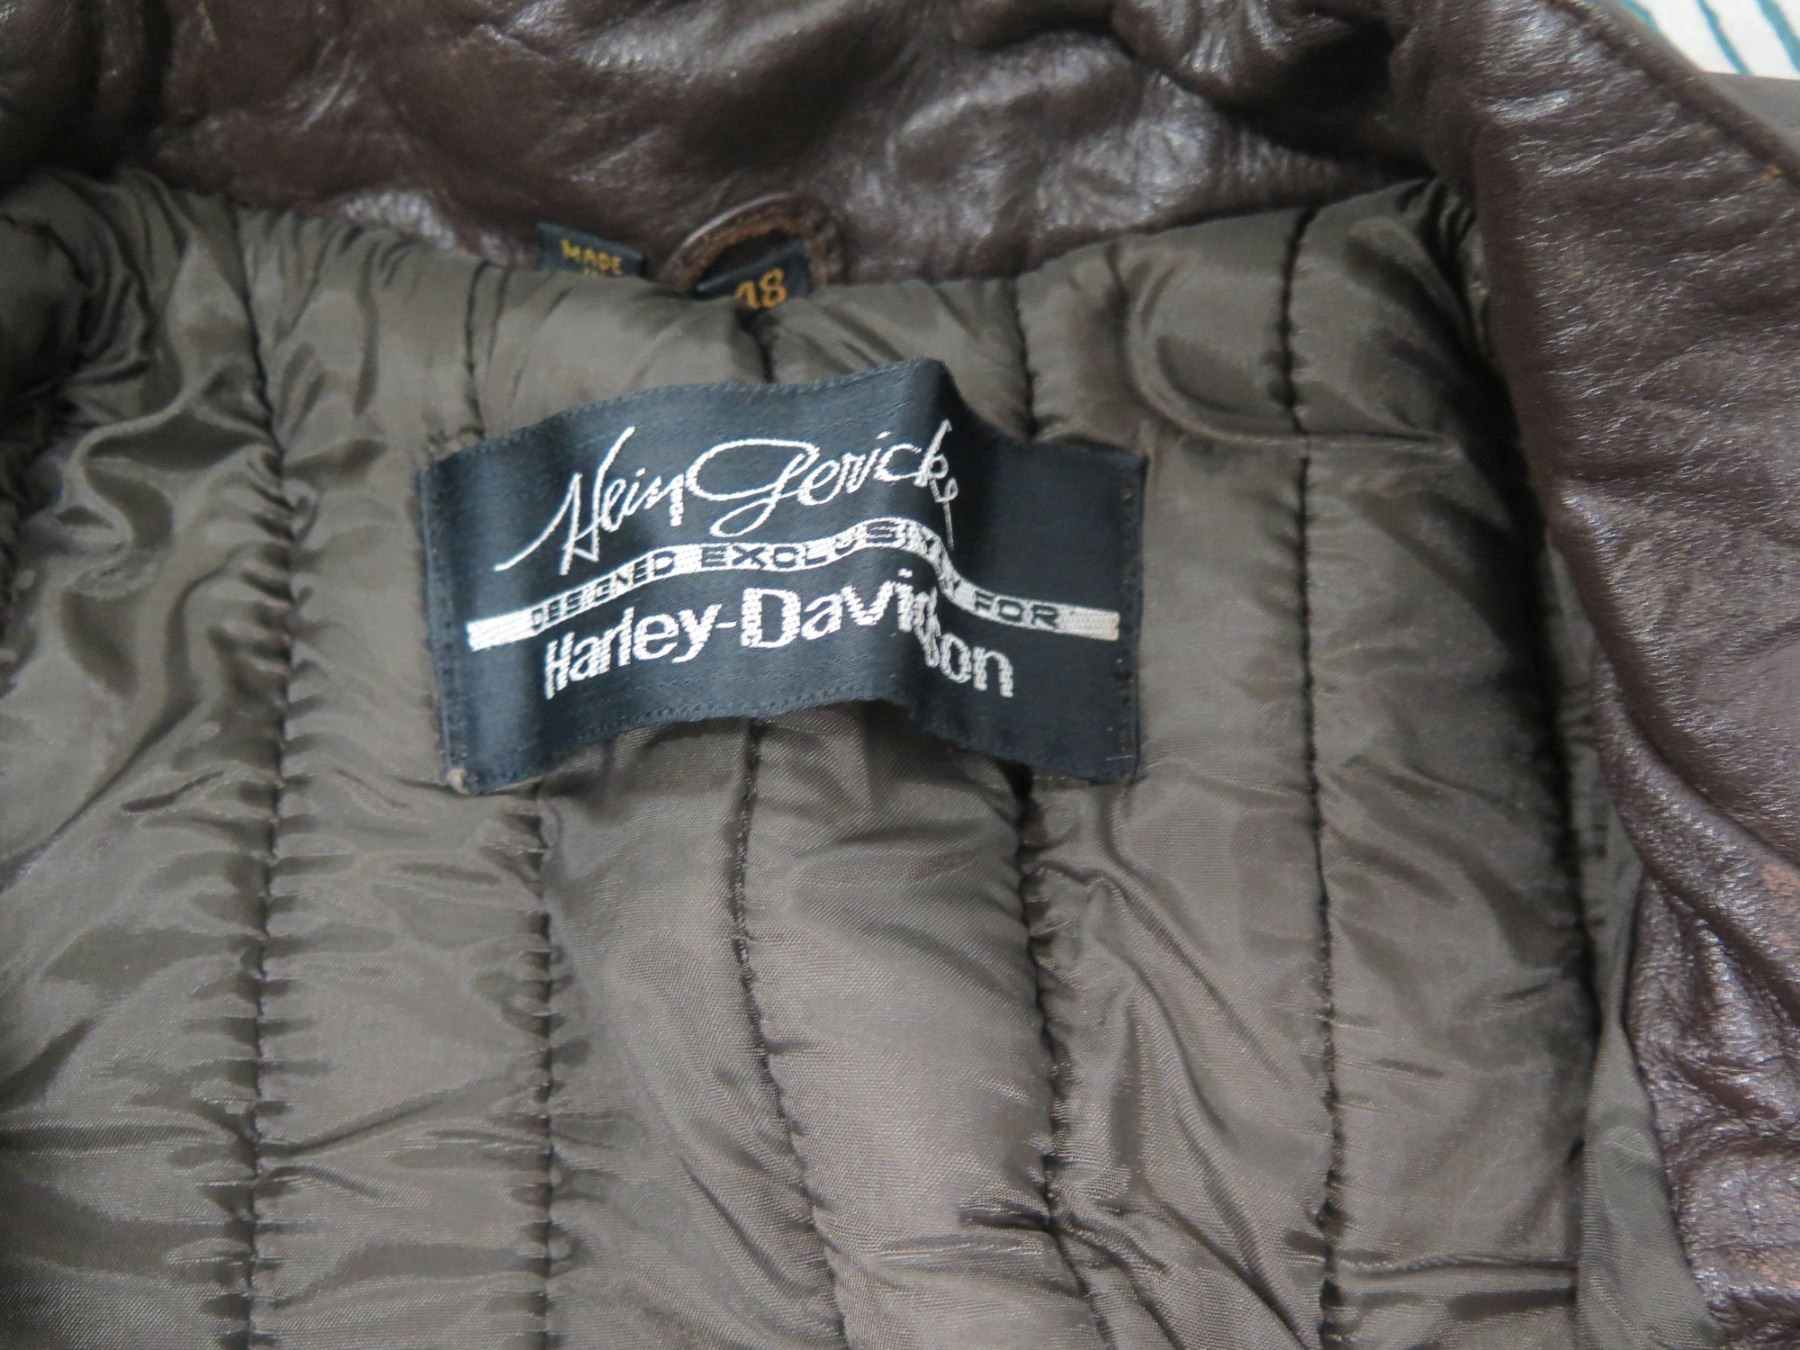 MADE
48
Hein Gericke
DESIGNED EXCLUSIVELY FOR
Harley-Davidson